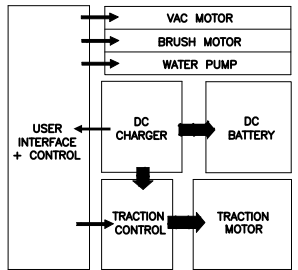 VAC MOTOR
BRUSH MOTOR
WATER PUMP
USER
INTERFACE
+ CONTROL
DC
CHARGER
DC
BATTERY
TRACTION
CONTROL
TRACTION
MOTOR